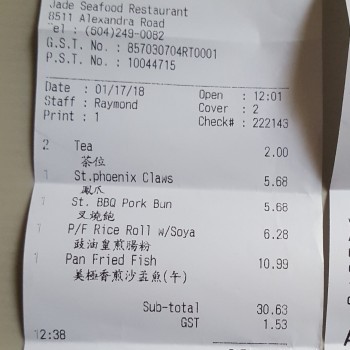 Jade Seafood Restaurant
8511 Alexandra Road
Tel : (604)249-0082
G.S.T. No. : 857030704RT0001
P.S.T. No. : 10044715
Date : 01/17/18 Open : 12:01
Staff : Raymond Cover : 2
Print : 1 Check# : 222143
2 Tea 2.00
茶位
1 St.phoenix Claws 5.68
鳳爪
1 St. BBQ Pork Bun 5.68
叉燒飽
1 P/F Rice Roll w/Soya 6.28
豉油皇煎腸粉
1 Pan Fried Fish 10.99
美極香煎沙孟魚(午)
Sub-total 30.63
GST 1.53
12:38